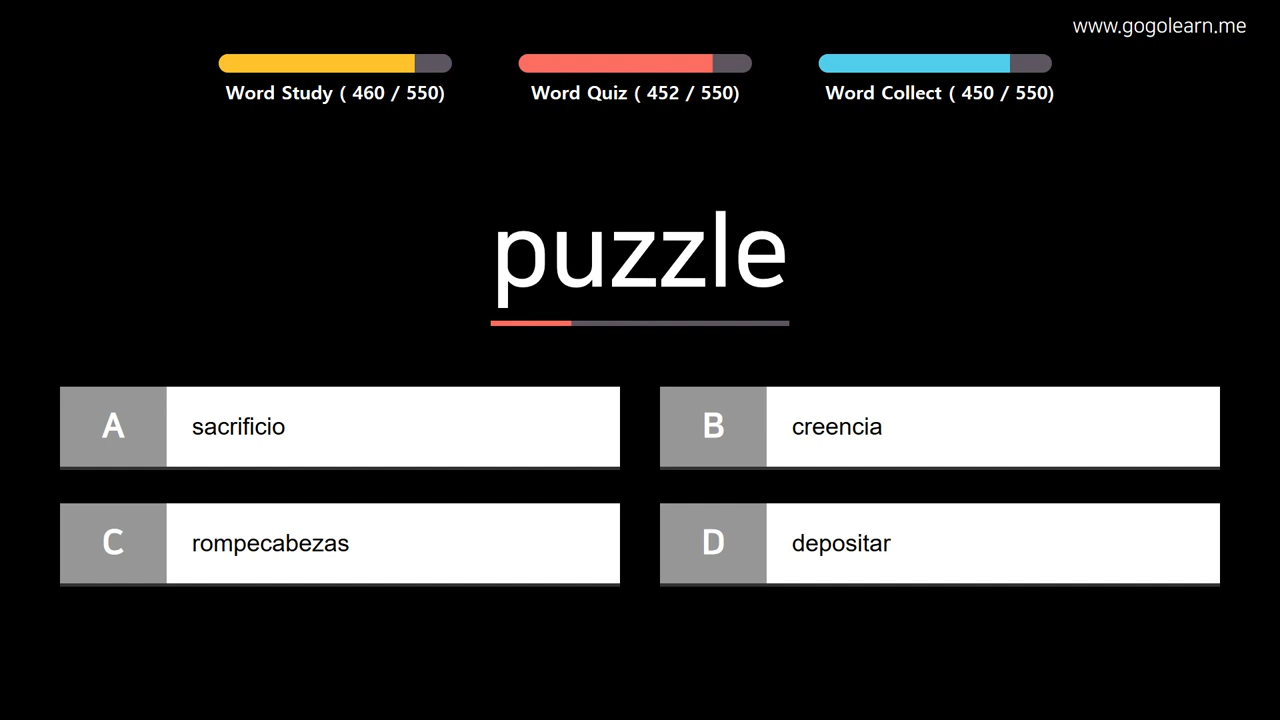 www.gogolearn.me
Word Study ( 460 / 550)
Word Quiz ( 452 / 550)
Word Collect ( 450 / 550)
puzzle
A sacrificio
B creencia
C rompecabezas
D depositar